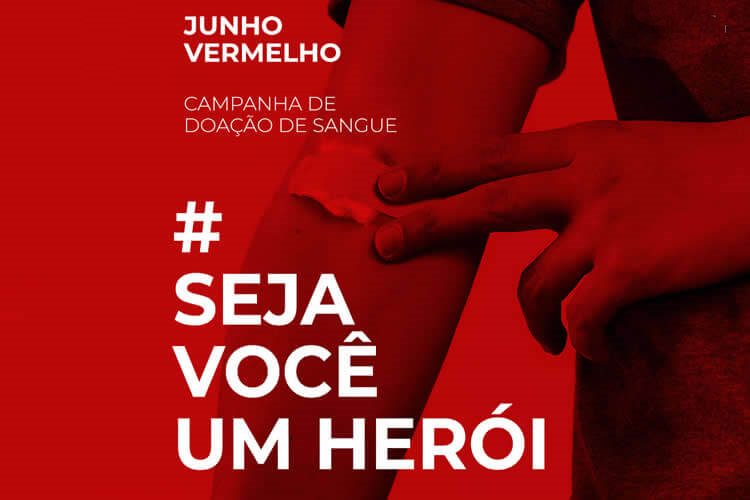 JUNHO
VERMELHO
CAMPANHA DE
DOAÇÃO DE SANGUE
#
SEJA
VOCÊ
UM HERÓI